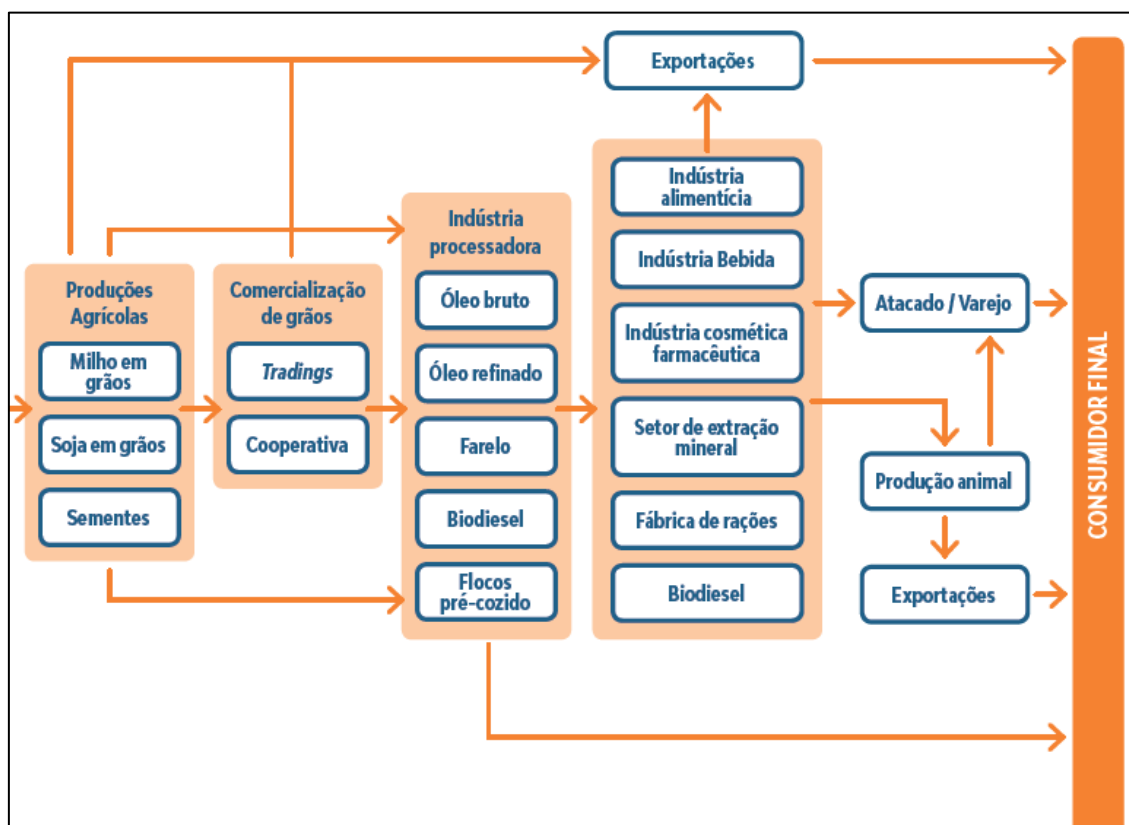 Exportações
Produções
Agrícolas
Milho em
grãos
Soja em grãos
Sementes
Comercialização
de grãos
Tradings
Cooperativa
Indústria
processadora
Óleo bruto
Óleo refinado
Farelo
Biodiesel
Flocos
pré-cozido
Indústria
alimentícia
Indústria Bebida
Indústria cosmética
farmacêutica
Setor de extração
mineral
Fábrica de rações
Biodiesel
Atacado / Varejo
Produção animal
Exportações
CONSUMIDOR FINAL